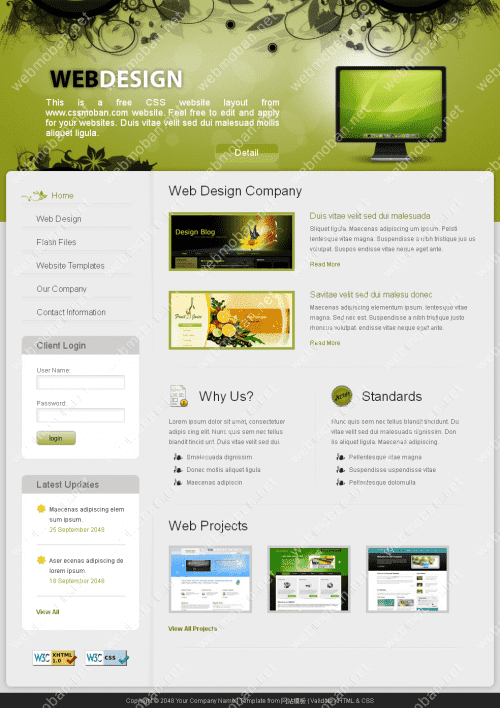 WEBDESIGN
This is a free CSS website layout from
www.cssmoban.com website. Feel free to edit and apply
for your websites. Duis vitae velit sed dui malesuad mollis
aliquet ligula.
Detail
Home
Web Design
Flash Files
Website Templates
Our Company
Contact Information
Client Login
User Name:
Password:
login
Latest Updates
Maecenas adipiscing elem
sum ipsum.
25 September 2048
Aser ecenas adipiscing de
lorem ipsum.
18 September 2048
View All
W3C XHTML 1.0
W3C CSS
Web Design Company
Design Blog
Duis vitae velit sed dui malesuada
Aliquet ligula. Maecenas adipiscing um ipsum. Pelsti
lentesque vitae magna. Suspendisse a nibh tristique jus us
volutpat. Suspes endisse vitae neque eget ante.
Read More
Fruit Juice
Savitae velit sed dui malesu donec
Maecenas adipiscing elementum ipsum. lentesque vitae
magna. Sed nec est. Suspendisse a nibh tristique justo
rhoncus volutpat. endisse vitae neque eget ante.
Read More
Why Us?
Lorem ipsum dolor sit amet, consectetuer
adipis cing elit. Nunc quis sem nec tellus
blandit tincid unt. Duis vitae velit sed dui.
Smalesuada dignissim
Donec mollis aliquet ligula
Maecenas adipiscin
Standards
Nunc quis sem nec tellus blandit tincidunt. Du
vitae velit sed dui malesuada dignissim. Don
lis aliquet ligula. Maecenas adipiscing.
Pellentesque vitae magna
Suspendisse uspendisse vitae
Pellentesque dolomulla
Web Projects
View All Projects
Copyright © 2048 Your Company Name | Template from 网站模板 | Validate XHTML & CSS
webmoban.net